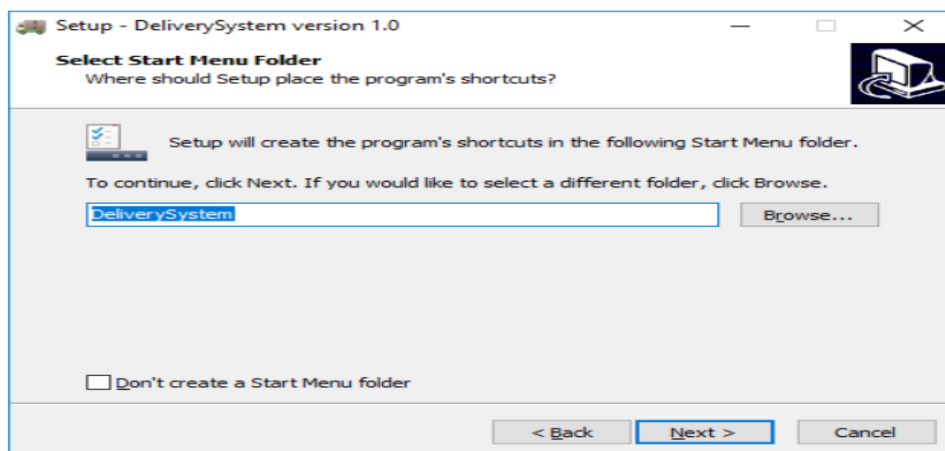 Setup - DeliverySystem version 1.0
Select Start Menu Folder
Where should Setup place the program's shortcuts?
Setup will create the program's shortcuts in the following Start Menu folder.
To continue, click Next. If you would like to select a different folder, click Browse.
DeliverySystem
Browse...
Don't create a Start Menu folder
< Back
Next >
Cancel